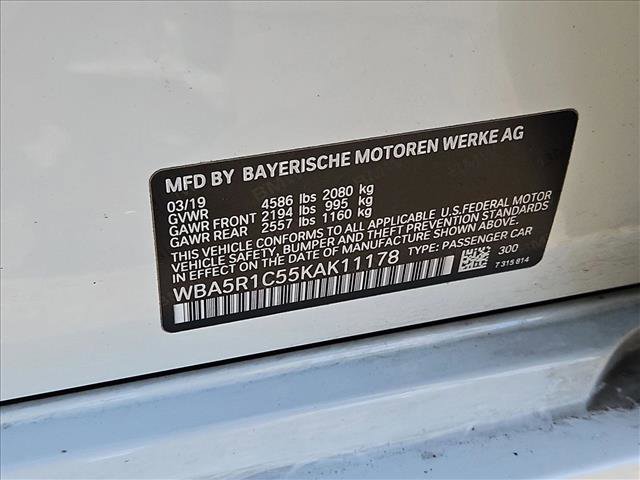 MFD BY BAYERISCHE MOTOREN WERKE AG
03/19
GVWR 4586 lbs 2080 kg
GAWR FRONT 2194 lbs 995 kg
GAWR REAR 2557 lbs 1160 kg
THIS VEHICLE CONFORMS TO ALL APPLICABLE U.S.FEDERAL MOTOR
VEHICLE SAFETY, BUMPER AND THEFT PREVENTION STANDARDS
IN EFFECT ON THE DATE OF MANUFACTURE SHOWN ABOVE.
WBA5R1C55KAK11178 TYPE: PASSENGER CAR
300
7 315 814